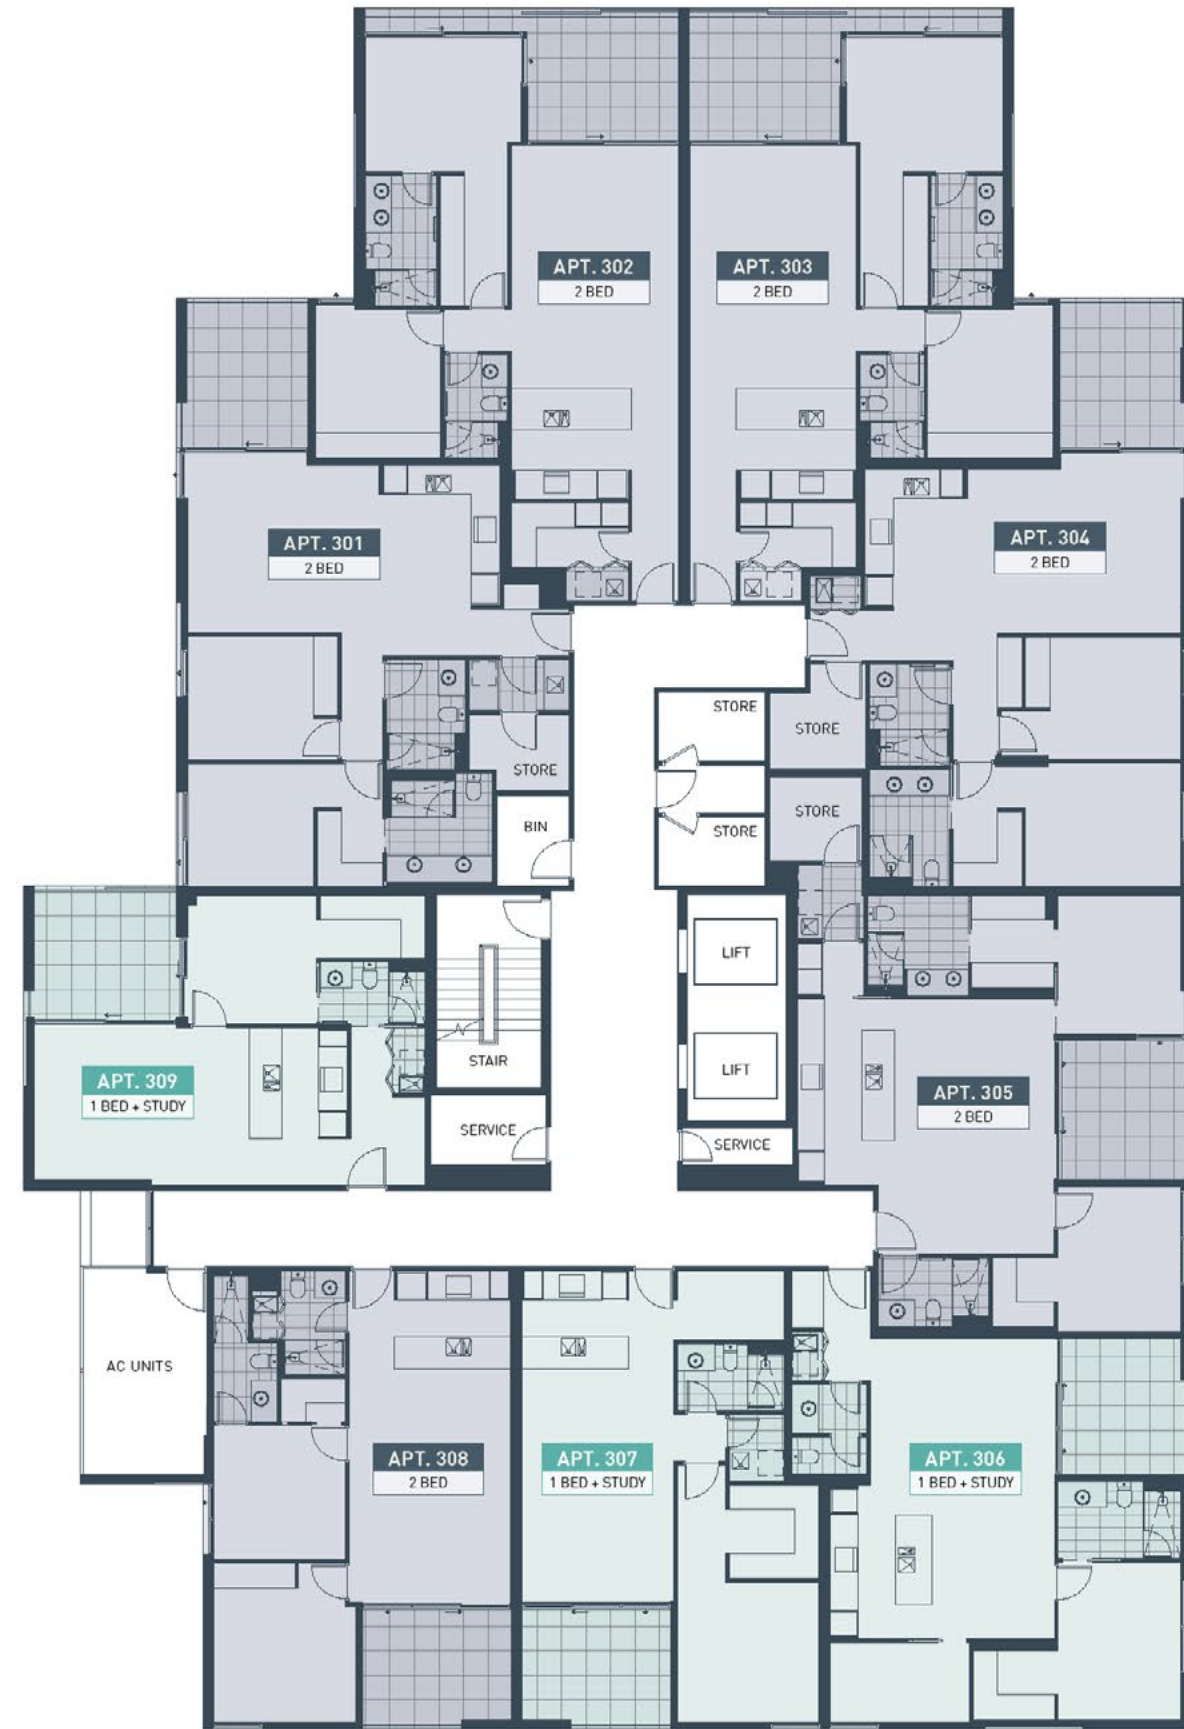 APT. 302
2 BED
APT. 303
2 BED
APT. 301
2 BED
APT. 304
2 BED
STORE
STORE
STORE
BIN
STORE
STORE
LIFT
STAIR
LIFT
APT. 309
1 BED + STUDY
APT. 305
2 BED
SERVICE
SERVICE
AC UNITS
APT. 308
2 BED
APT. 307
1 BED + STUDY
APT. 306
1 BED + STUDY